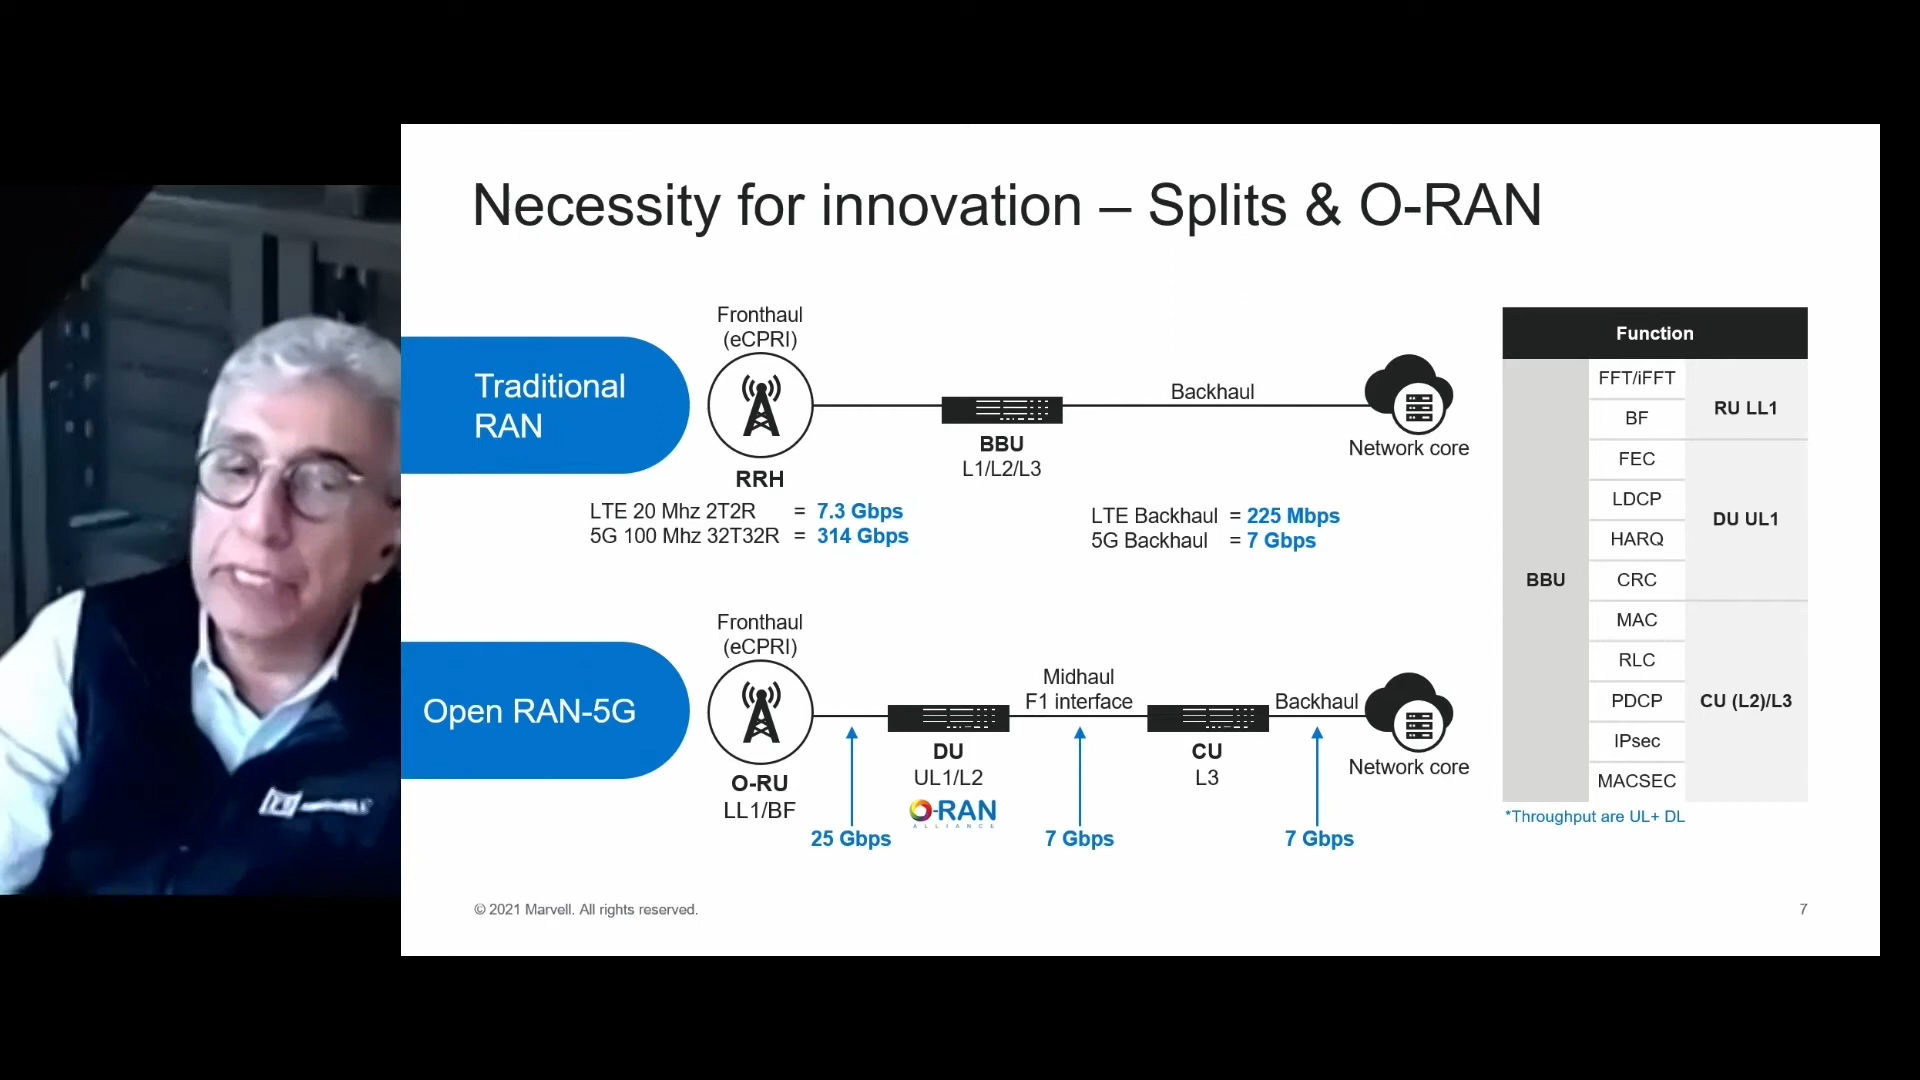 Necessity for innovation – Splits & O-RAN
Traditional
RAN
Fronthaul
(eCPRI)
RRH
LTE 20 Mhz 2T2R = 7.3 Gbps
5G 100 Mhz 32T32R = 314 Gbps
BBU
L1/L2/L3
Backhaul
Network core
LTE Backhaul = 225 Mbps
5G Backhaul = 7 Gbps
Open RAN-5G
Fronthaul
(eCPRI)
O-RU
LL1/BF
25 Gbps
DU
UL1/L2
O-RAN
ALLIANCE
Midhaul
F1 interface
7 Gbps
CU
L3
Backhaul
7 Gbps
Network core
Function
BBU
FFT/iFFT
BF
FEC
LDCP
HARQ
CRC
MAC
RLC
PDCP
IPsec
MACSEC
RU LL1
DU UL1
CU (L2)/L3
*Throughput are UL+ DL
© 2021 Marvell. All rights reserved.
7
MARVELL